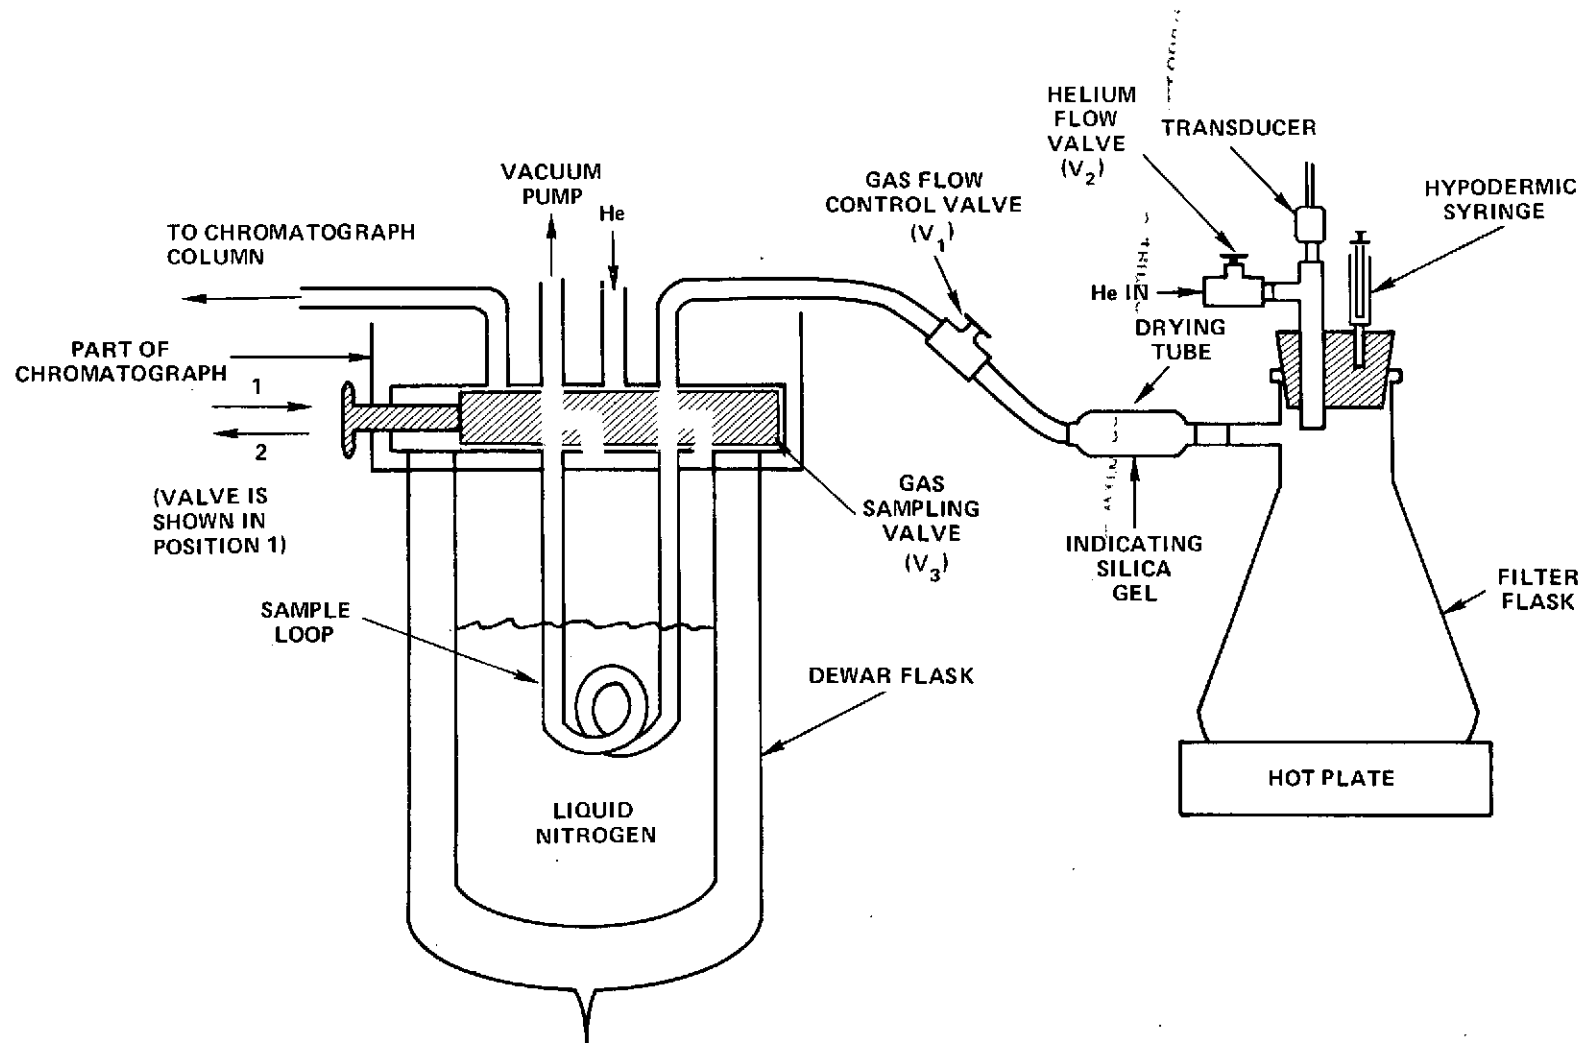 HELIUM
FLOW
VALVE
(V2)
TRANSDUCER
VACUUM
PUMP
He
GAS FLOW
CONTROL VALVE
(V1)
HYPODERMIC
SYRINGE
TO CHROMATOGRAPH
COLUMN
He IN
DRYING
TUBE
PART OF
CHROMATOGRAPH
1
2
(VALVE IS
SHOWN IN
POSITION 1)
GAS
SAMPLING
VALVE
(V3)
INDICATING
SILICA
GEL
FILTER
FLASK
SAMPLE
LOOP
DEWAR FLASK
HOT PLATE
LIQUID
NITROGEN